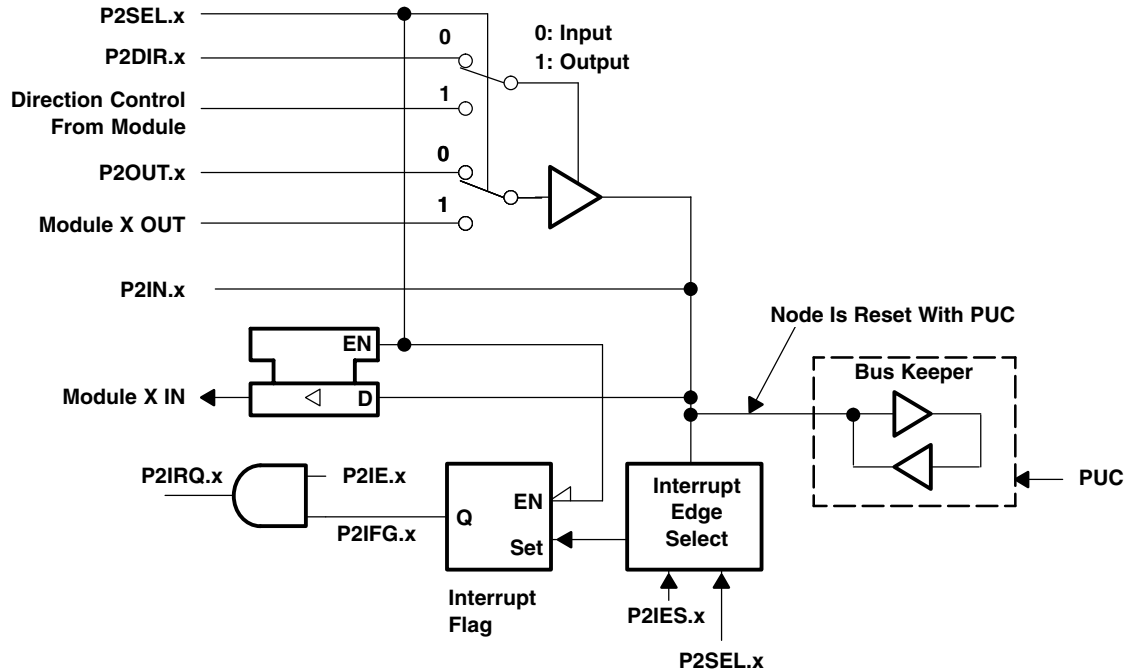 P2SEL.x
0: Input
1: Output
0
P2DIR.x
1
Direction Control
From Module
0
P2OUT.x
1
Module X OUT
P2IN.x
Node Is Reset With PUC
EN
Bus Keeper
Module X IN
D
P2IRQ.x
P2IE.x
PUC
Interrupt
Edge
Select
EN
Q
P2IFG.x
Set
Interrupt
Flag
P2IES.x
P2SEL.x